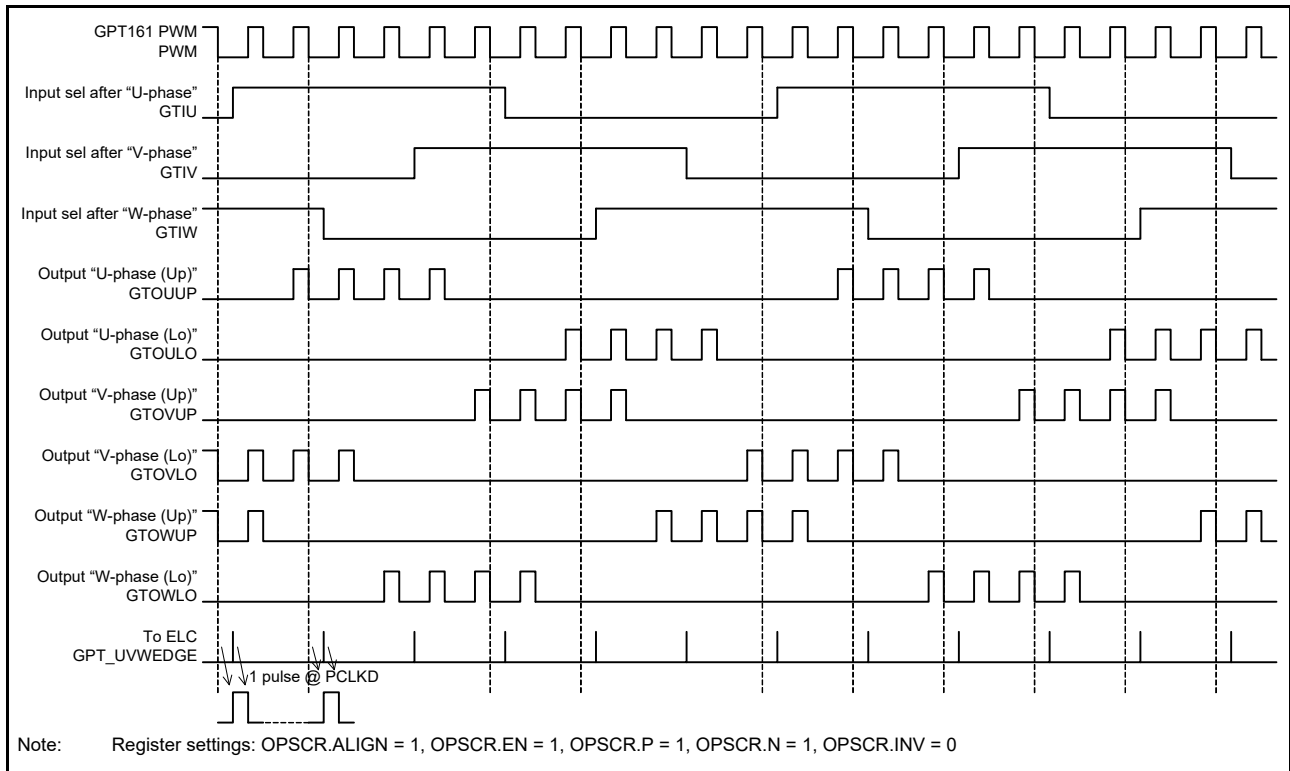 GPT161 PWM
PWM
Input sel after “U-phase”
GTIU
Input sel after “V-phase”
GTIV
Input sel after “W-phase”
GTIW
Output “U-phase (Up)”
GTOUUP
Output “U-phase (Lo)”
GTOULO
Output “V-phase (Up)”
GTOVUP
Output “V-phase (Lo)”
GTOVLO
Output “W-phase (Up)”
GTOWUP
Output “W-phase (Lo)”
GTOWLO
To ELC
GPT_UVWEDGE
1 pulse @ PCLKD
Note: Register settings: OPSCR.ALIGN = 1, OPSCR.EN = 1, OPSCR.P = 1, OPSCR.N = 1, OPSCR.INV = 0